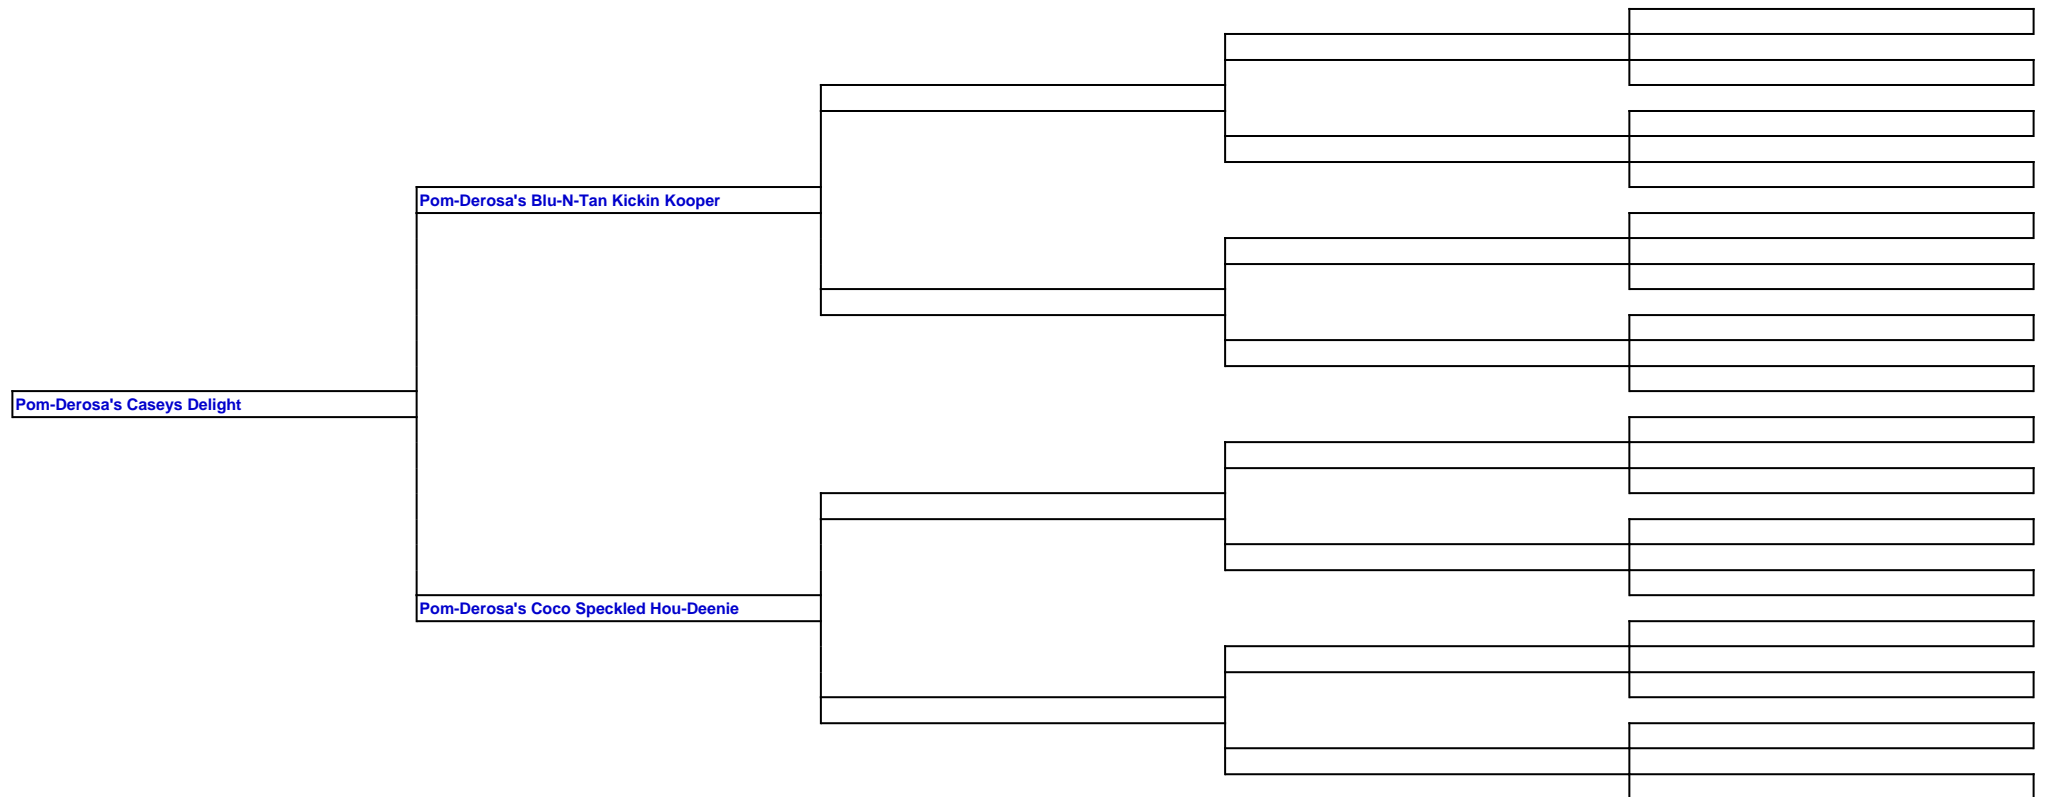 Pom-Derosa's Blu-N-Tan Kickin Kooper
Pom-Derosa's Caseys Delight
Pom-Derosa's Coco Speckled Hou-Deenie